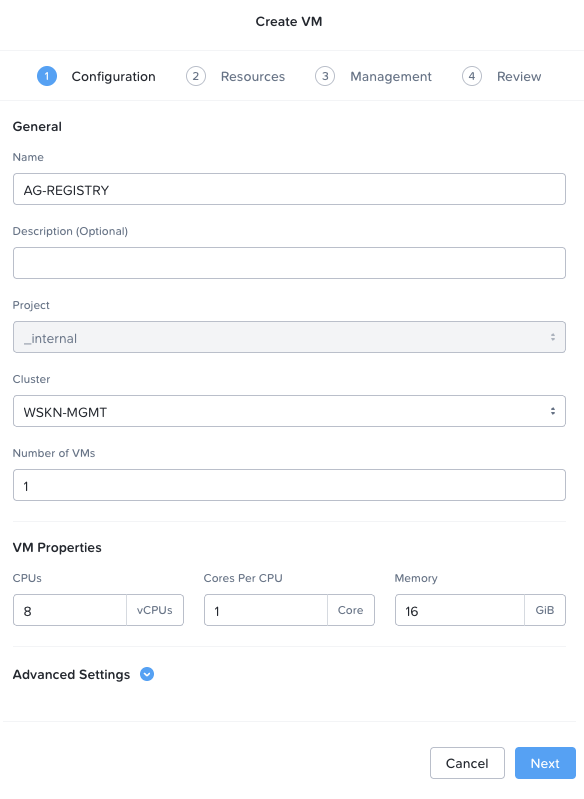 Create VM
1 Configuration 2 Resources 3 Management 4 Review
General
Name
AG-REGISTRY
Description (Optional)
Project
_internal
Cluster
WSKN-MGMT
Number of VMs
1
VM Properties
CPUs Cores Per CPU Memory
8 vCPUs 1 Core 16 GiB
Advanced Settings
Cancel Next